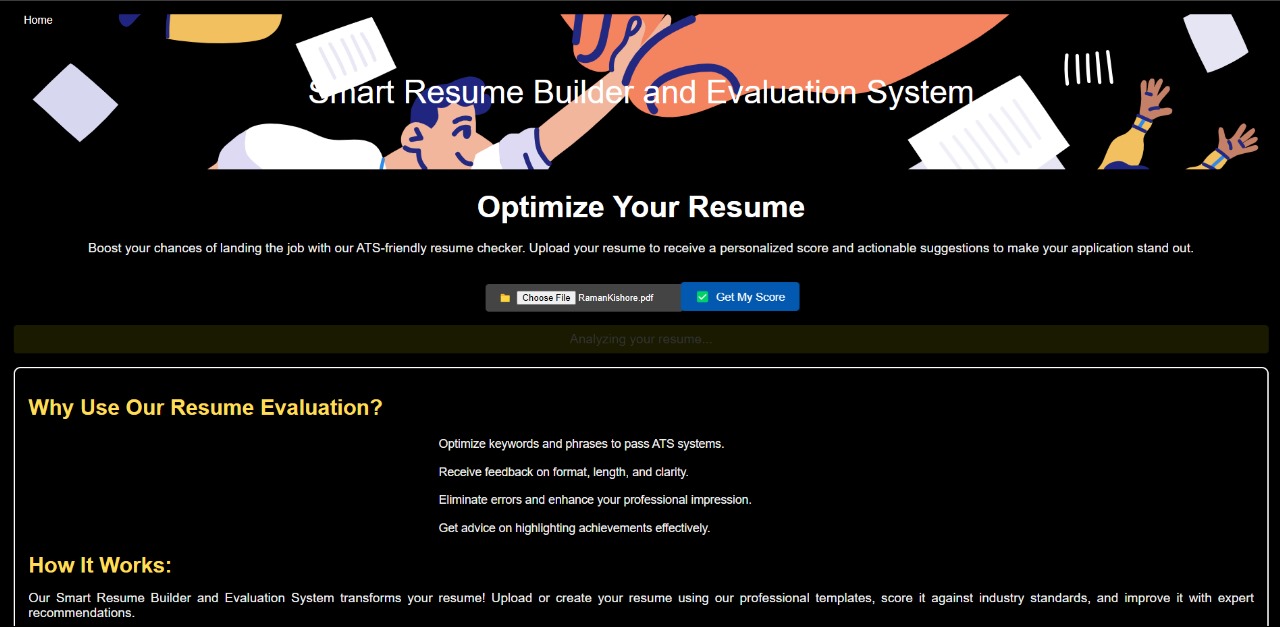 Home
Smart Resume Builder and Evaluation System
Optimize Your Resume
Boost your chances of landing the job with our ATS-friendly resume checker. Upload your resume to receive a personalized score and actionable suggestions to make your application stand out.
Choose File RamanKishore.pdf Get My Score
Analyzing your resume...
Why Use Our Resume Evaluation?
Optimize keywords and phrases to pass ATS systems.
Receive feedback on format, length, and clarity.
Eliminate errors and enhance your professional impression.
Get advice on highlighting achievements effectively.
How It Works:
Our Smart Resume Builder and Evaluation System transforms your resume! Upload or create your resume using our professional templates, score it against industry standards, and improve it with expert
recommendations.